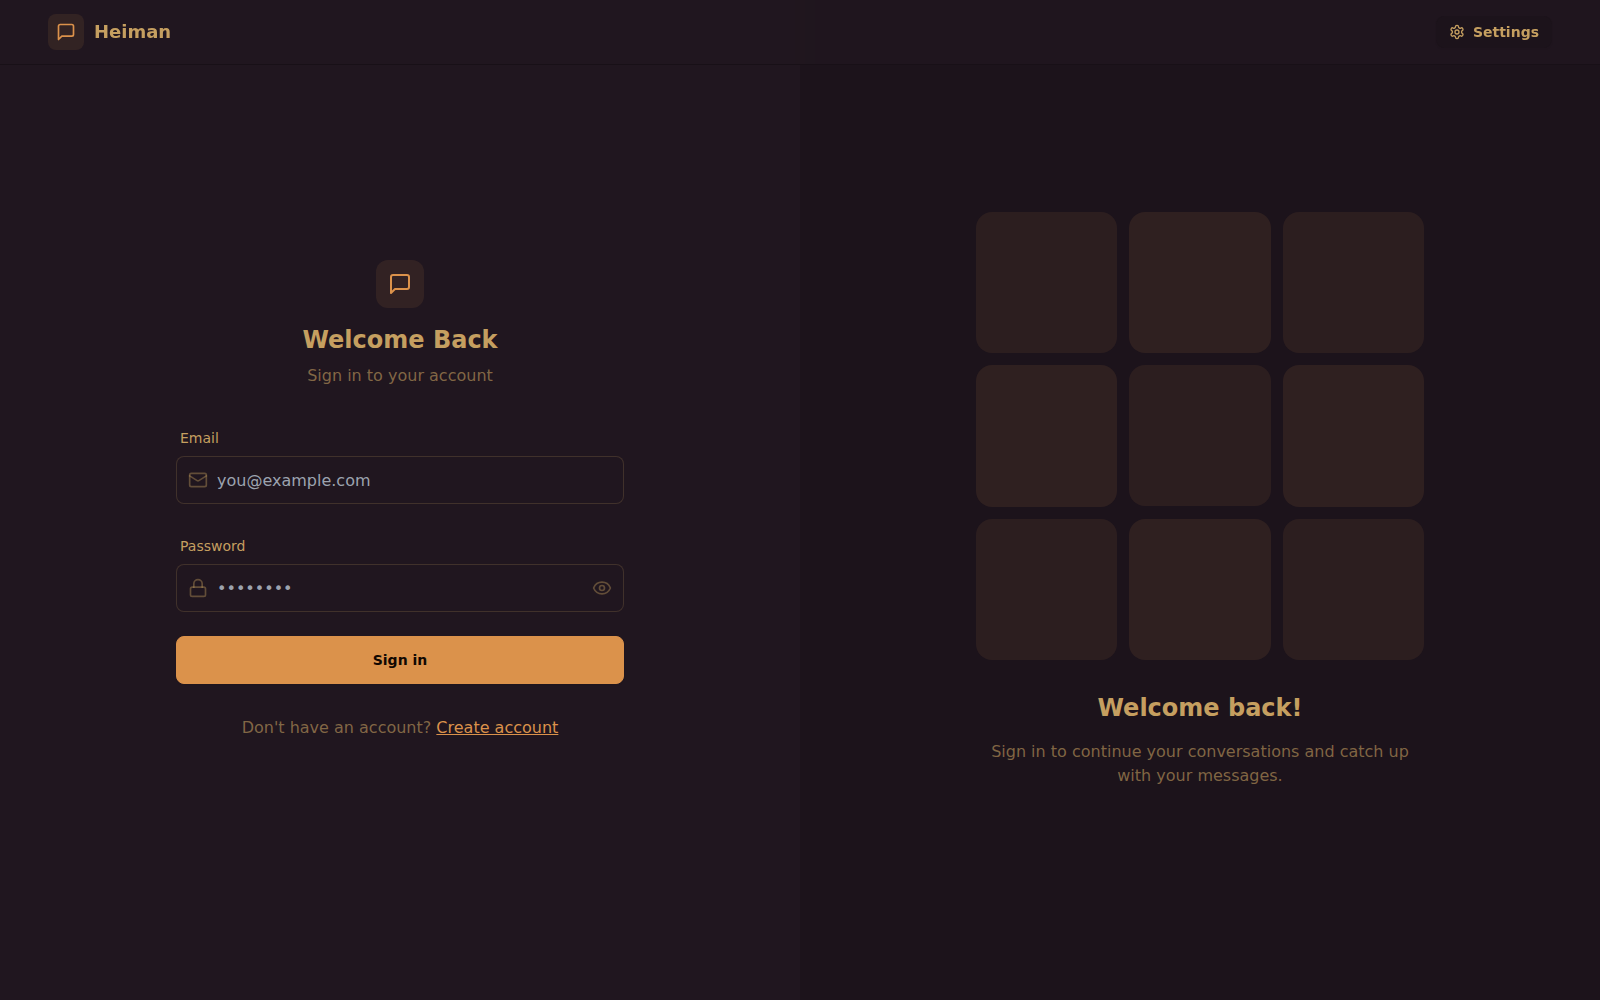 Heiman
Settings
Welcome Back
Sign in to your account
Email
you@example.com
Password
••••••••
Sign in
Don't have an account? Create account
Welcome back!
Sign in to continue your conversations and catch up
with your messages.